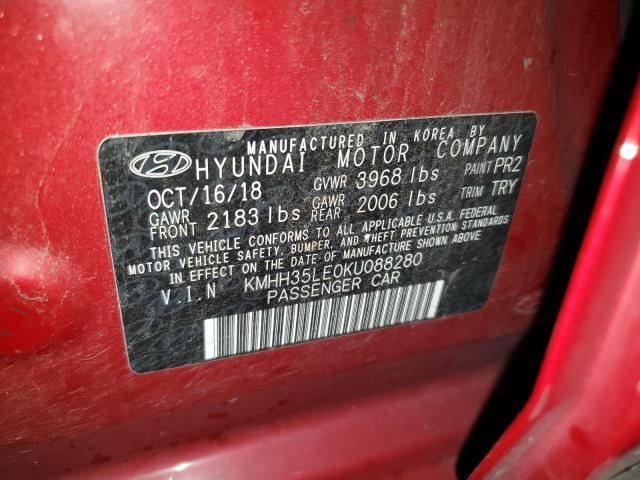 MANUFACTURED IN KOREA BY
HYUNDAI MOTOR COMPANY
OCT/16/18 GVWR 3968 lbs PAINT PR2
GAWR FRONT 2183 lbs GAWR REAR 2006 lbs TRIM TRY
THIS VEHICLE CONFORMS TO ALL APPLICABLE U.S.A. FEDERAL
MOTOR VEHICLE SAFETY, BUMPER, AND THEFT PREVENTION STANDARDS
IN EFFECT ON THE DATE OF MANUFACTURE SHOWN ABOVE.
V.I.N KMHH35LE0KU088280
PASSENGER CAR